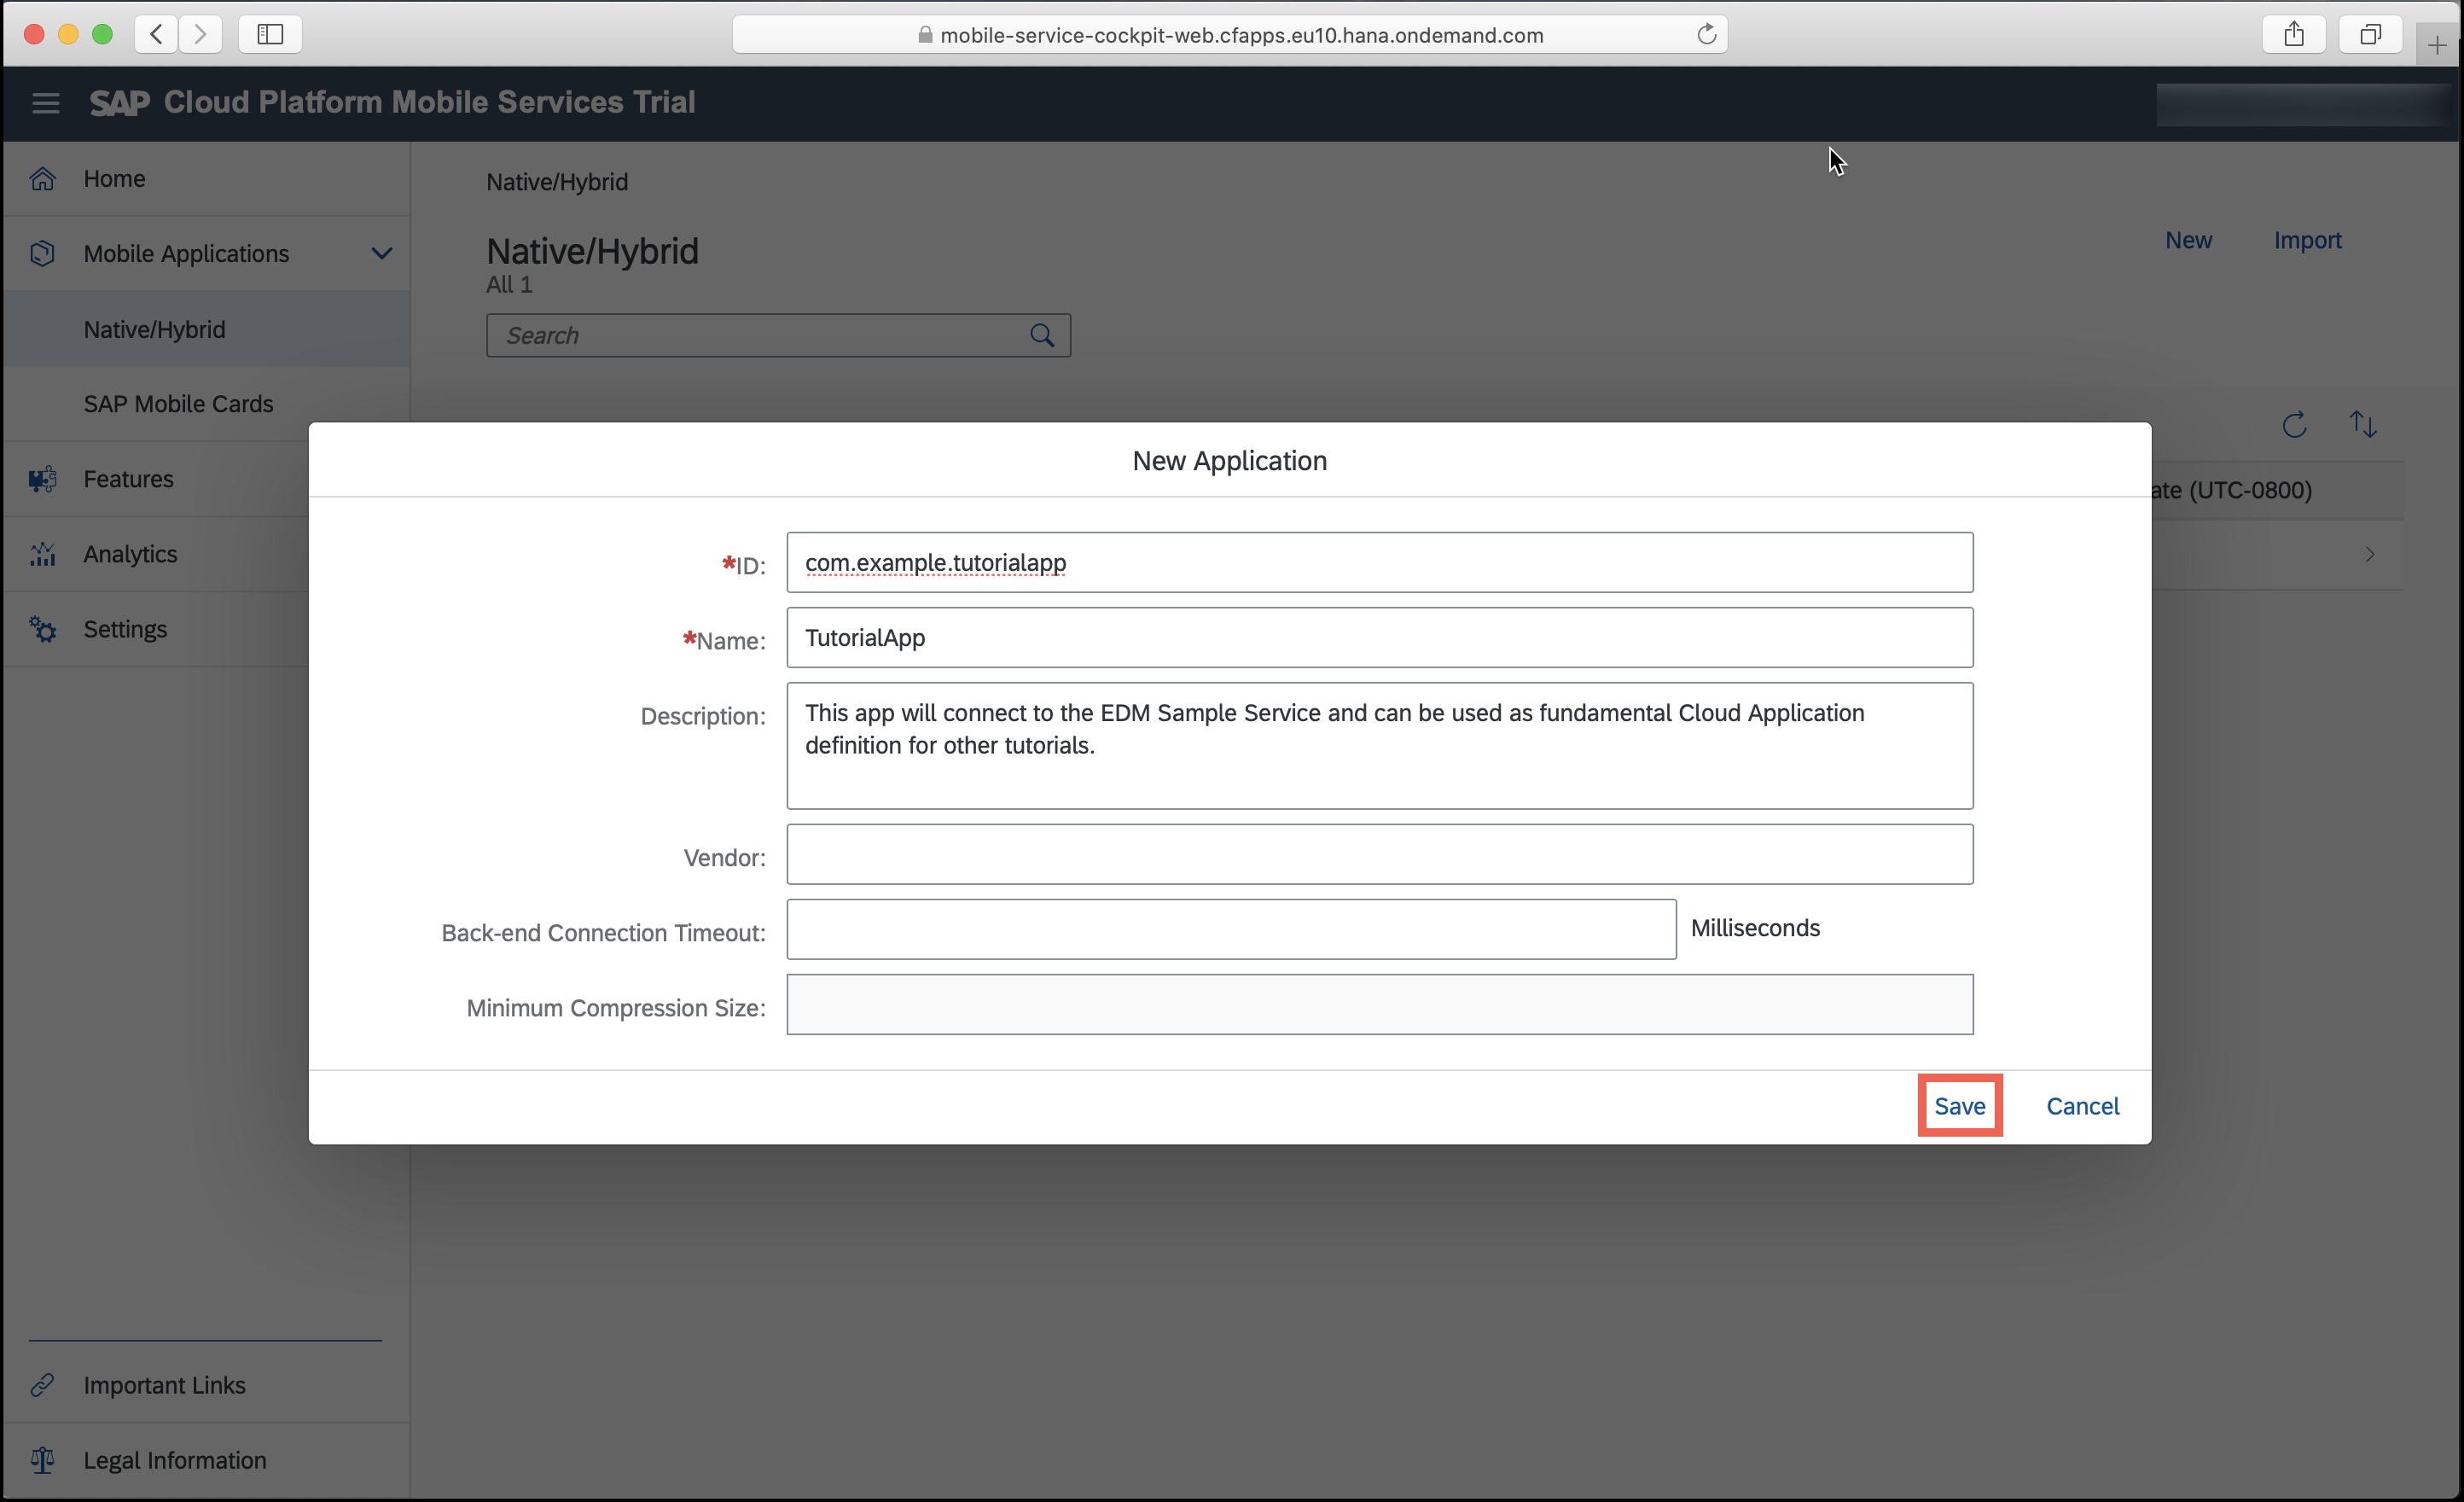 mobile-service-cockpit-web.cfapps.eu10.hana.ondemand.com
SAP Cloud Platform Mobile Services Trial
Home
Mobile Applications
Native/Hybrid
SAP Mobile Cards
Features
Analytics
Settings
Important Links
Legal Information
Native/Hybrid
Native/Hybrid
All 1
New
Import
Search
ate (UTC-0800)
New Application
*ID:
com.example.tutorialapp
*Name:
TutorialApp
Description:
This app will connect to the EDM Sample Service and can be used as fundamental Cloud Application
definition for other tutorials.
Vendor:
Back-end Connection Timeout:
Milliseconds
Minimum Compression Size:
Save
Cancel